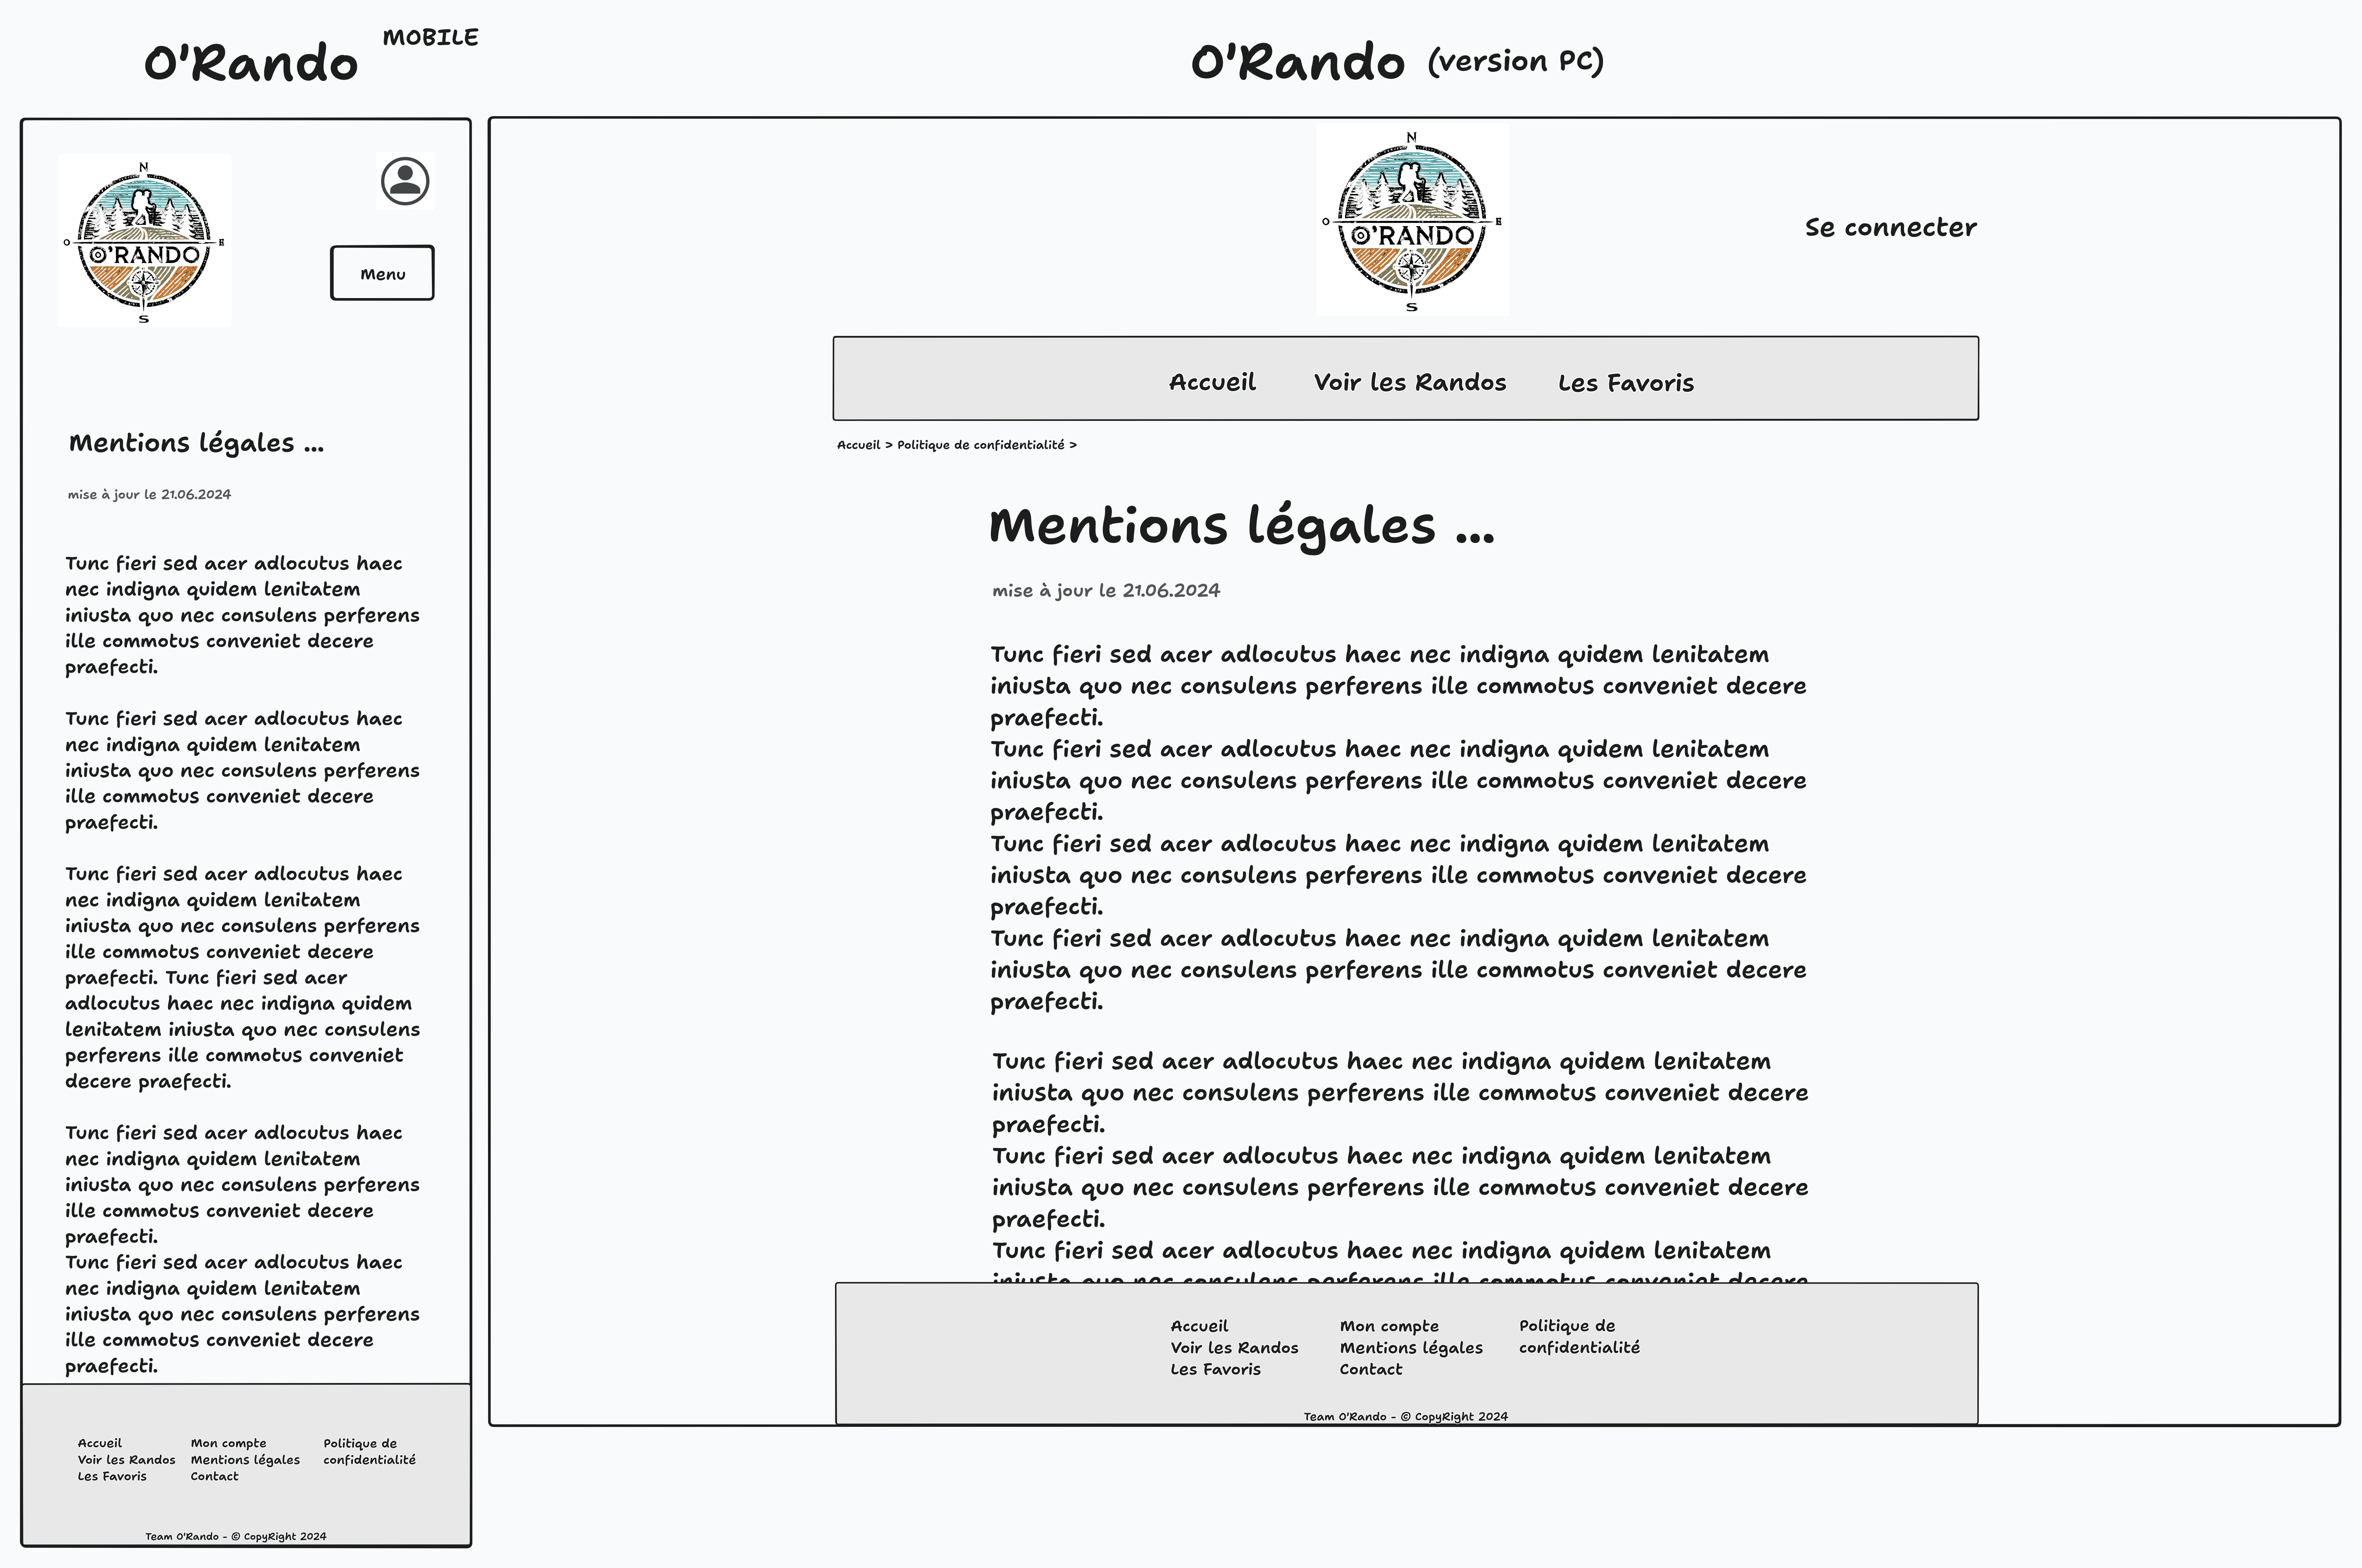 O'Rando MOBILE
N
O E
O'RANDO
S
Menu
Mentions légales ...
mise à jour le 21.06.2024
Tunc fieri sed acer adlocutus haec
nec indigna quidem lenitatem
iniusta quo nec consulens perferens
ille commotus conveniet decere
praefecti.
Tunc fieri sed acer adlocutus haec
nec indigna quidem lenitatem
iniusta quo nec consulens perferens
ille commotus conveniet decere
praefecti.
Tunc fieri sed acer adlocutus haec
nec indigna quidem lenitatem
iniusta quo nec consulens perferens
ille commotus conveniet decere
praefecti. Tunc fieri sed acer
adlocutus haec nec indigna quidem
lenitatem iniusta quo nec consulens
perferens ille commotus conveniet
decere praefecti.
Tunc fieri sed acer adlocutus haec
nec indigna quidem lenitatem
iniusta quo nec consulens perferens
ille commotus conveniet decere
praefecti.
Tunc fieri sed acer adlocutus haec
nec indigna quidem lenitatem
iniusta quo nec consulens perferens
ille commotus conveniet decere
praefecti.
Accueil
Voir les Randos
Les Favoris
Mon compte
Mentions légales
Contact
Politique de
confidentialité
Team O'Rando - © CopyRight 2024
O'Rando (version PC)
N
O E
O'RANDO
S
Se connecter
Accueil Voir les Randos Les Favoris
Accueil > Politique de confidentialité >
Mentions légales ...
mise à jour le 21.06.2024
Tunc fieri sed acer adlocutus haec nec indigna quidem lenitatem
iniusta quo nec consulens perferens ille commotus conveniet decere
praefecti.
Tunc fieri sed acer adlocutus haec nec indigna quidem lenitatem
iniusta quo nec consulens perferens ille commotus conveniet decere
praefecti.
Tunc fieri sed acer adlocutus haec nec indigna quidem lenitatem
iniusta quo nec consulens perferens ille commotus conveniet decere
praefecti.
Tunc fieri sed acer adlocutus haec nec indigna quidem lenitatem
iniusta quo nec consulens perferens ille commotus conveniet decere
praefecti.
Tunc fieri sed acer adlocutus haec nec indigna quidem lenitatem
iniusta quo nec consulens perferens ille commotus conveniet decere
praefecti.
Tunc fieri sed acer adlocutus haec nec indigna quidem lenitatem
iniusta quo nec consulens perferens ille commotus conveniet decere
praefecti.
Tunc fieri sed acer adlocutus haec nec indigna quidem lenitatem
iniusta quo nec consulens perferens ille commotus conveniet decere
Accueil
Voir les Randos
Les Favoris
Mon compte
Mentions légales
Contact
Politique de
confidentialité
Team O'Rando - © CopyRight 2024